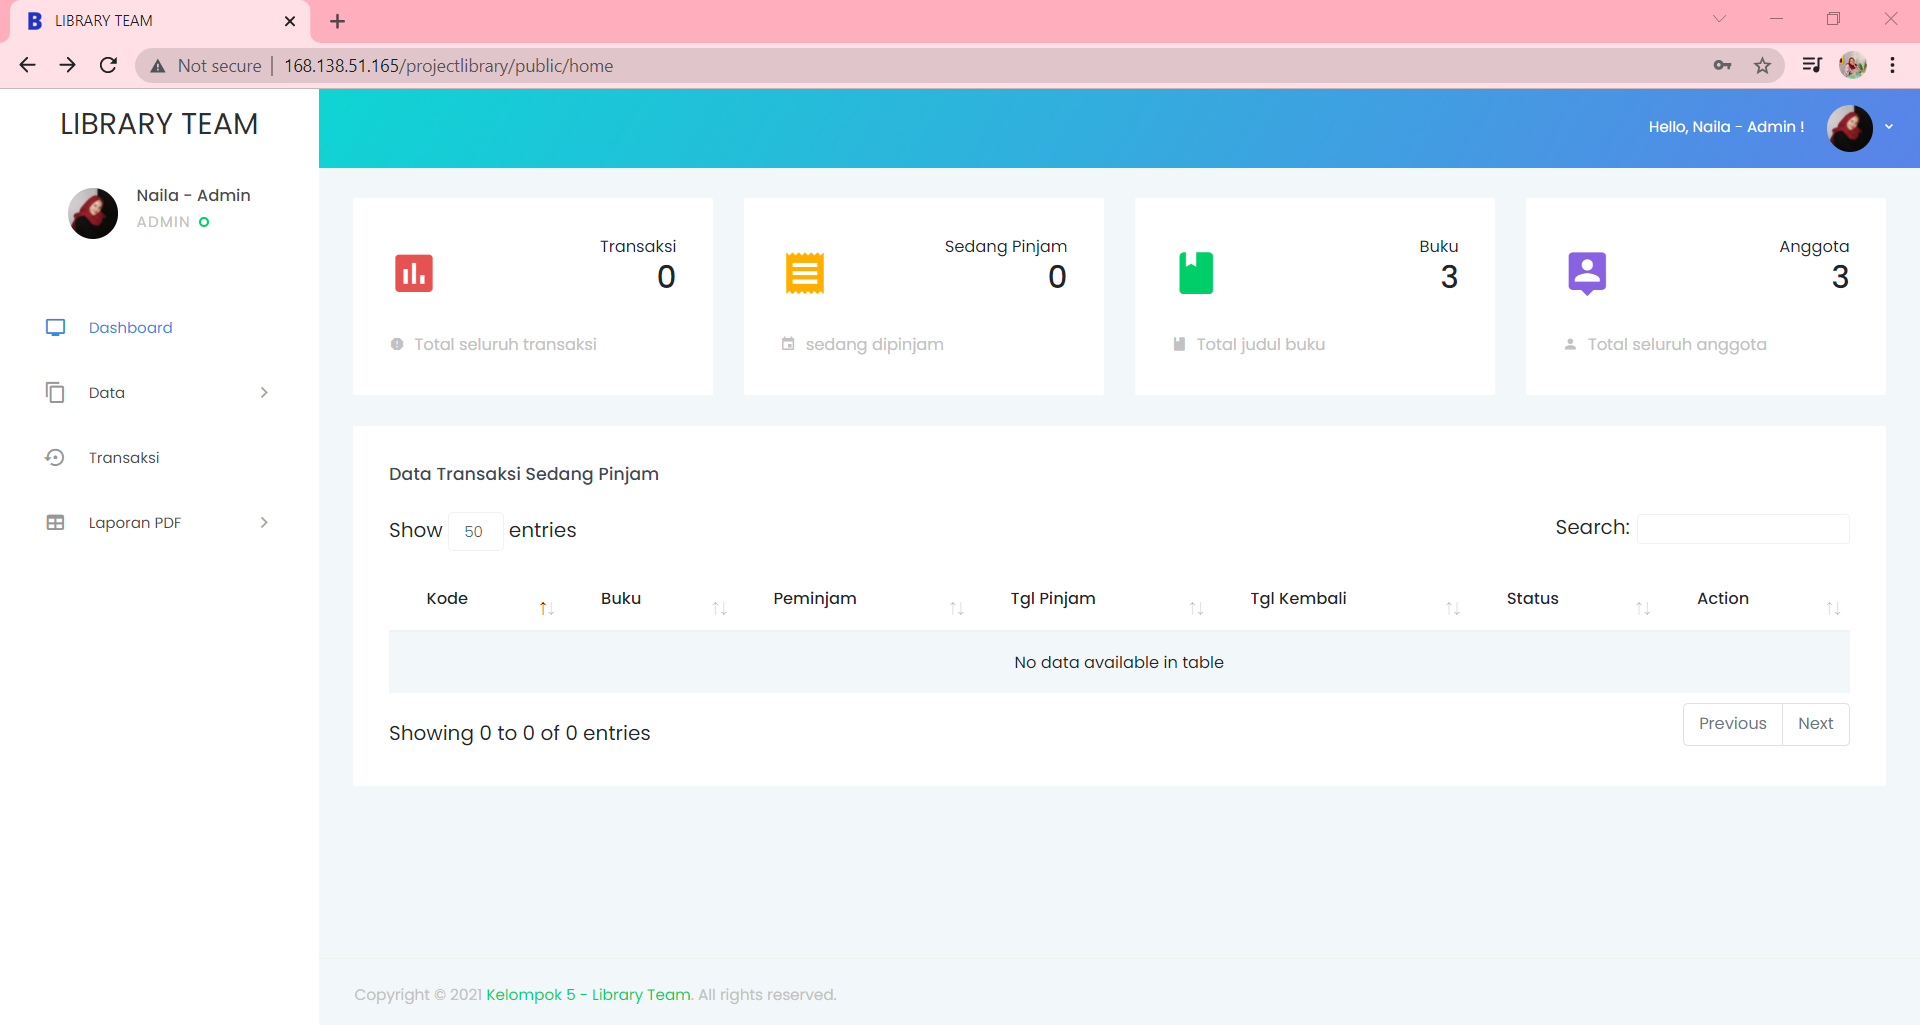 LIBRARY TEAM
Not secure | 168.138.51.165/projectlibrary/public/home
LIBRARY TEAM
Naila - Admin
ADMIN
Dashboard
Data
Transaksi
Laporan PDF
Hello, Naila - Admin !
Transaksi
0
Total seluruh transaksi
Sedang Pinjam
0
sedang dipinjam
Buku
3
Total judul buku
Anggota
3
Total seluruh anggota
Data Transaksi Sedang Pinjam
Show 50 entries
Search:
Kode Buku Peminjam Tgl Pinjam Tgl Kembali Status Action
No data available in table
Showing 0 to 0 of 0 entries
Previous Next
Copyright © 2021 Kelompok 5 - Library Team. All rights reserved.